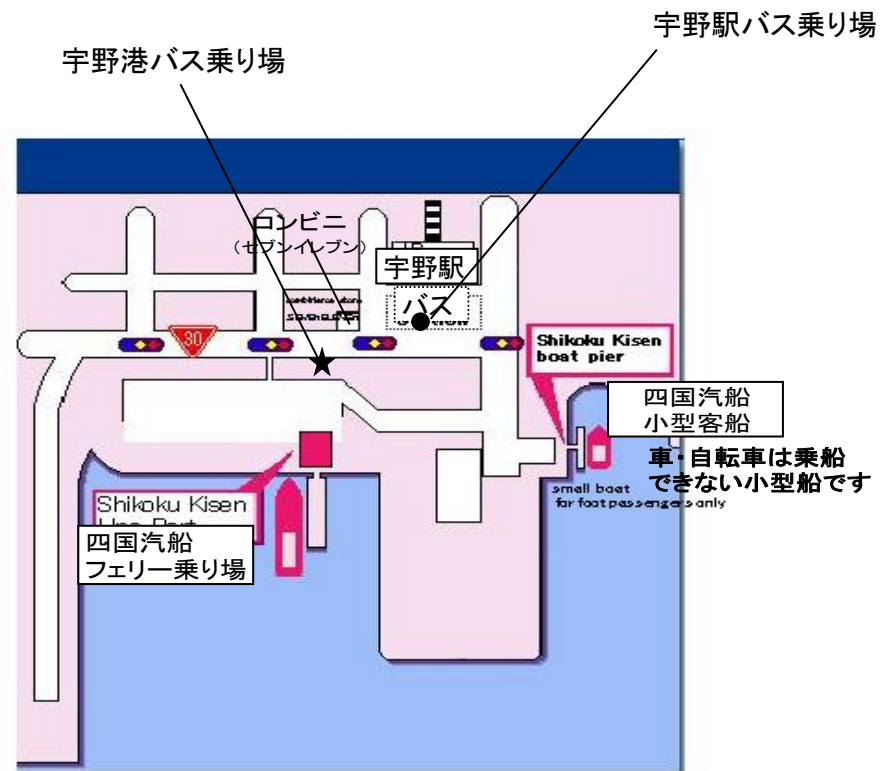 宇野駅バス乗り場
宇野港バス乗り場
コンビニ
(セブンイレブン)
宇野駅
バス
30
Shikoku Kisen
boat pier
四国汽船
小型客船
車・自転車は乗船
できない小型船です
small boat
for foot passengers only
Shikoku Kisen
四国汽船
フェリー乗り場